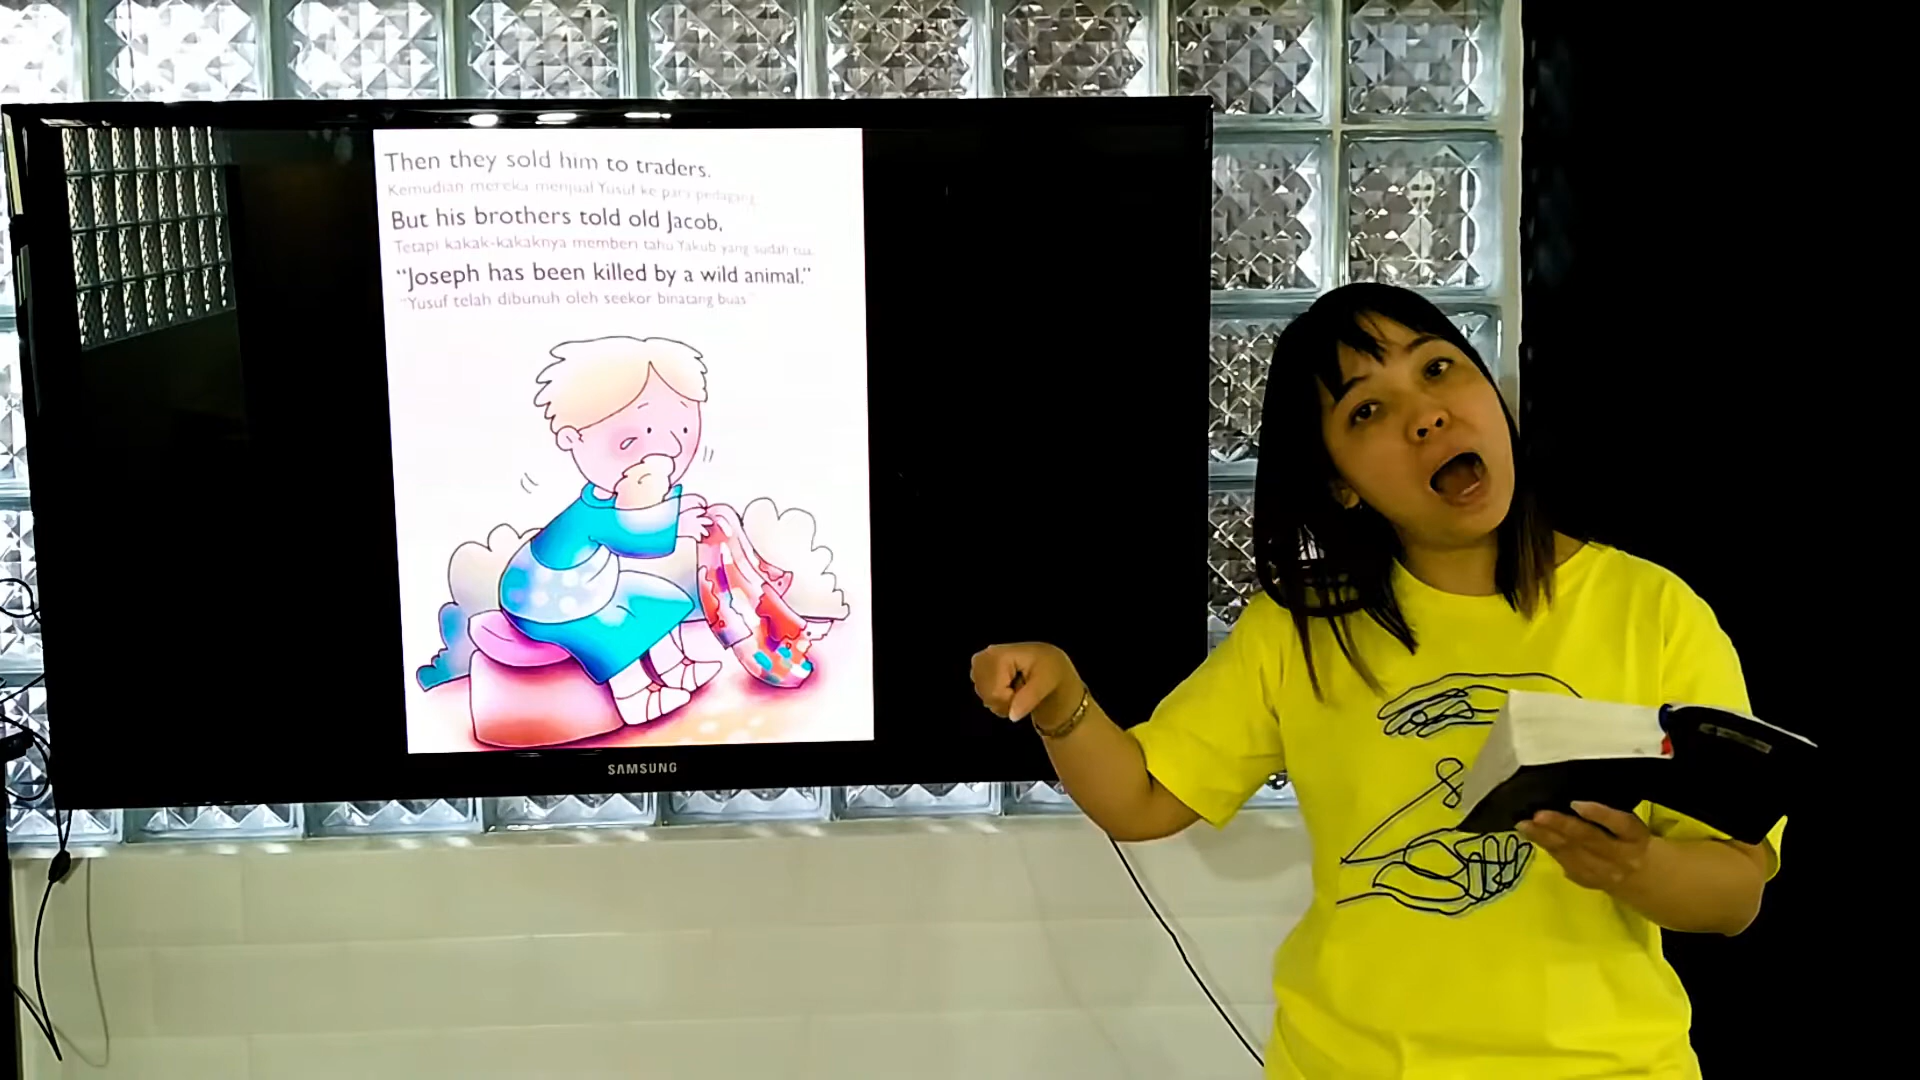 Then they sold him to traders.
Kemudian mereka menjual Yusuf ke para pedagang.
But his brothers told old Jacob,
Tetapi kakak-kakaknya memberi tahu Yakub yang sudah tua.
“Joseph has been killed by a wild animal.”
“Yusuf telah dibunuh oleh seekor binatang buas”
SAMSUNG